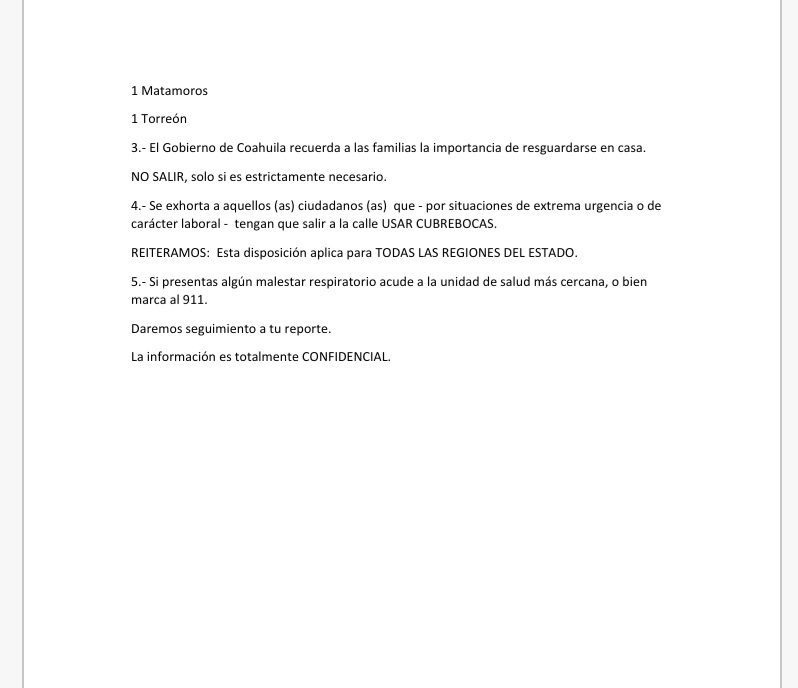 1 Matamoros
1 Torreón
3.- El Gobierno de Coahuila recuerda a las familias la importancia de resguardarse en casa.
NO SALIR, solo si es estrictamente necesario.
4.- Se exhorta a aquellos (as) ciudadanos (as)  que - por situaciones de extrema urgencia o de
carácter laboral -  tengan que salir a la calle USAR CUBREBOCAS.
REITERAMOS:  Esta disposición aplica para TODAS LAS REGIONES DEL ESTADO.
5.- Si presentas algún malestar respiratorio acude a la unidad de salud más cercana, o bien
marca al 911.
Daremos seguimiento a tu reporte.
La información es totalmente CONFIDENCIAL.